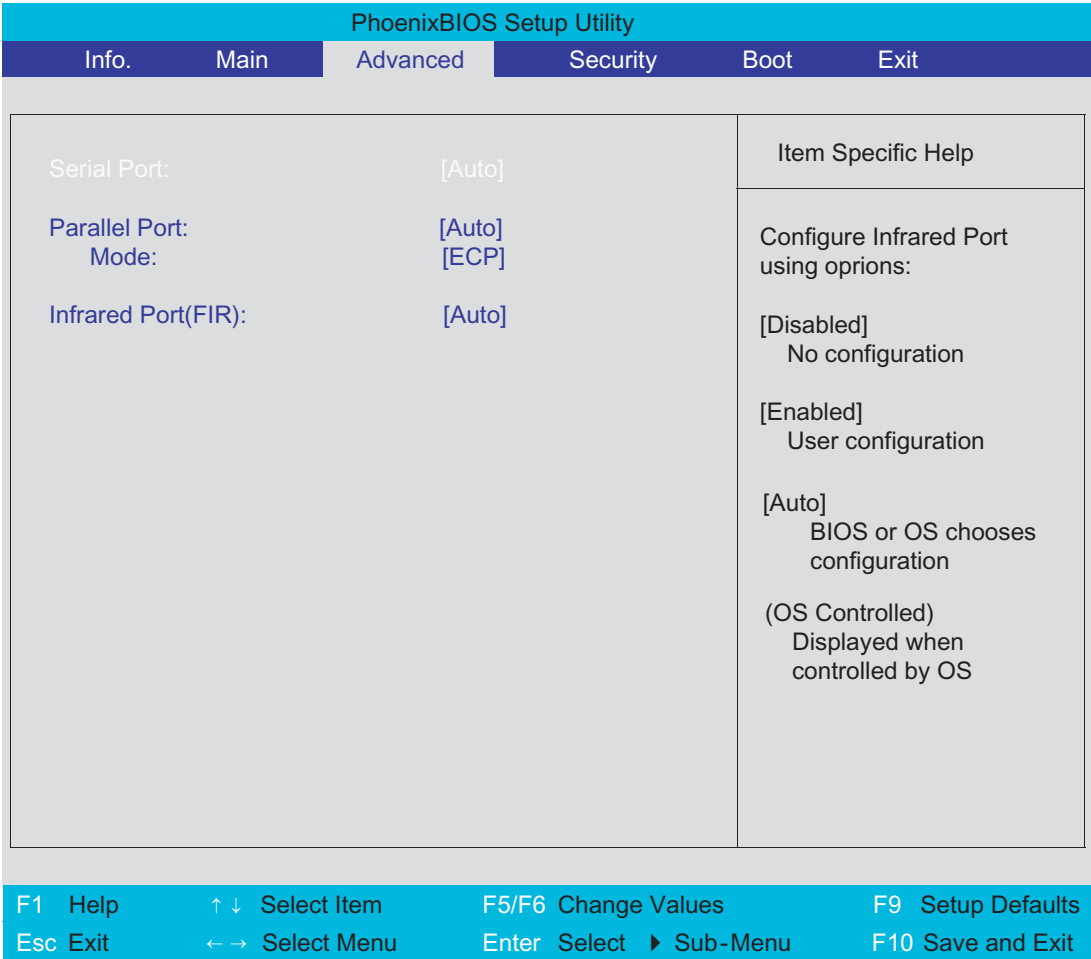 PhoenixBIOS Setup Utility
Info. Main Advanced Security Boot Exit
Serial Port: [Auto]
Parallel Port: [Auto]
Mode: [ECP]
Infrared Port(FIR): [Auto]
Item Specific Help
Configure Infrared Port
using oprions:
[Disabled]
No configuration
[Enabled]
User configuration
[Auto]
BIOS or OS chooses
configuration
(OS Controlled)
Displayed when
controlled by OS
F1 Help ↑↓ Select Item F5/F6 Change Values F9 Setup Defaults
Esc Exit ←→ Select Menu Enter Select ▶ Sub-Menu F10 Save and Exit